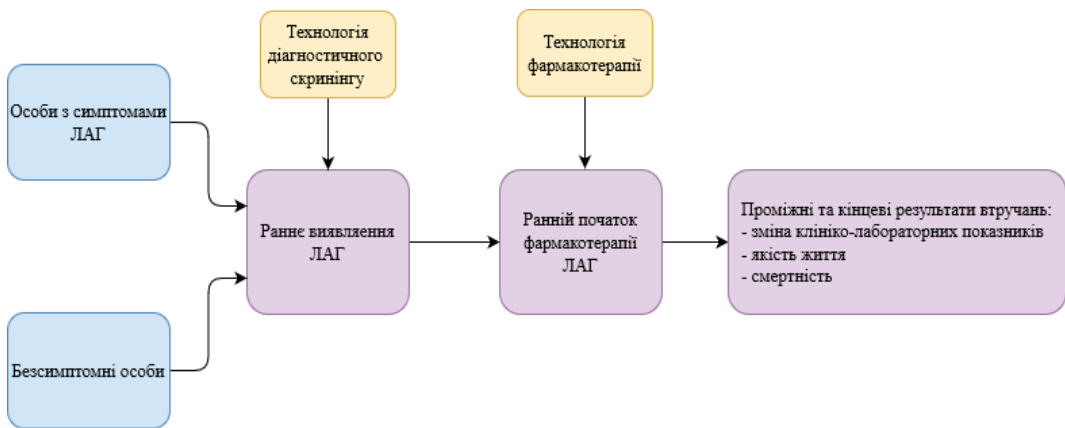 Технологія
діагностичного
скринінгу
Технологія
фармакотерапії
Особи з симптомами
ЛАГ
Раннє виявляення
ЛАГ
Ранній початок
фармакотерапії
ЛАГ
Проміжні та кінцеві результати втручань:
- зміна клініко-лабораторних показників
- якість життя
- смертність
Безсимптомні особи